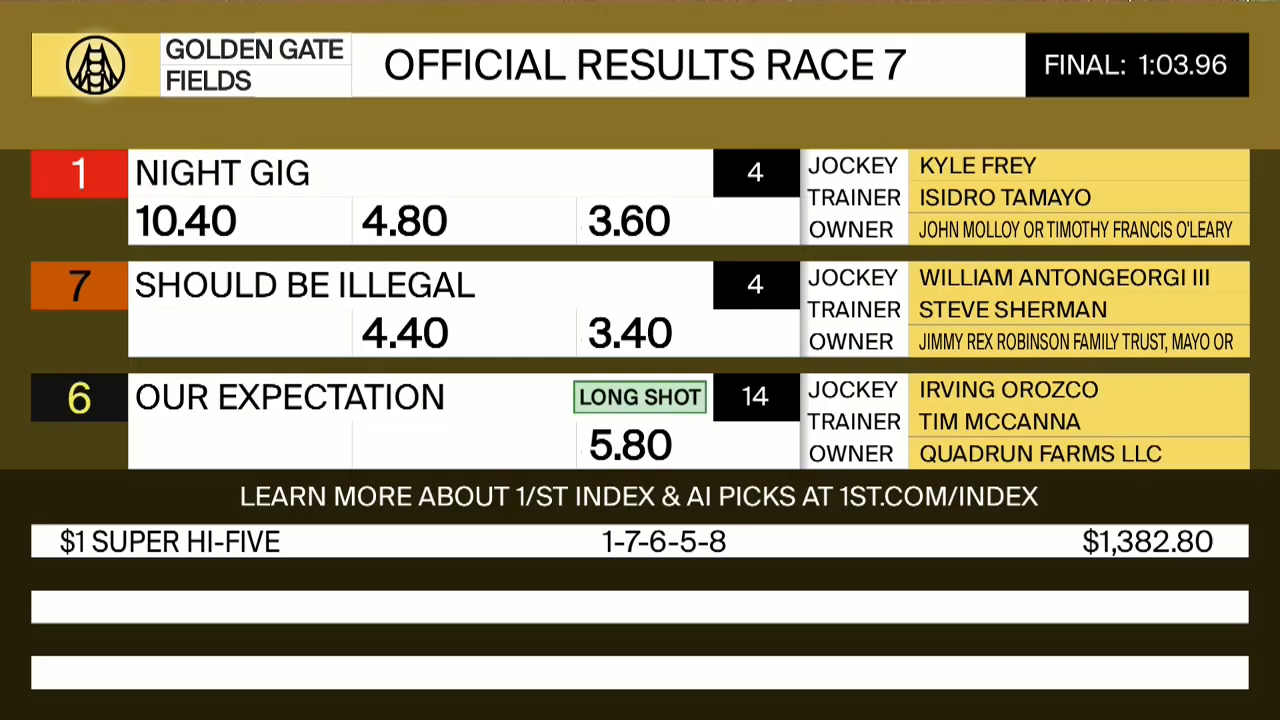 GOLDEN GATE
FIELDS
OFFICIAL RESULTS RACE 7
FINAL: 1:03.96
1 NIGHT GIG 4
10.40 4.80 3.60
JOCKEY KYLE FREY
TRAINER ISIDRO TAMAYO
OWNER JOHN MOLLOY OR TIMOTHY FRANCIS O'LEARY
7 SHOULD BE ILLEGAL 4
4.40 3.40
JOCKEY WILLIAM ANTONGEORGI III
TRAINER STEVE SHERMAN
OWNER JIMMY REX ROBINSON FAMILY TRUST, MAYO OR
6 OUR EXPECTATION LONG SHOT 14
5.80
JOCKEY IRVING OROZCO
TRAINER TIM MCCANNA
OWNER QUADRUN FARMS LLC
LEARN MORE ABOUT 1/ST INDEX & AI PICKS AT 1ST.COM/INDEX
$1 SUPER HI-FIVE 1-7-6-5-8 $1,382.80